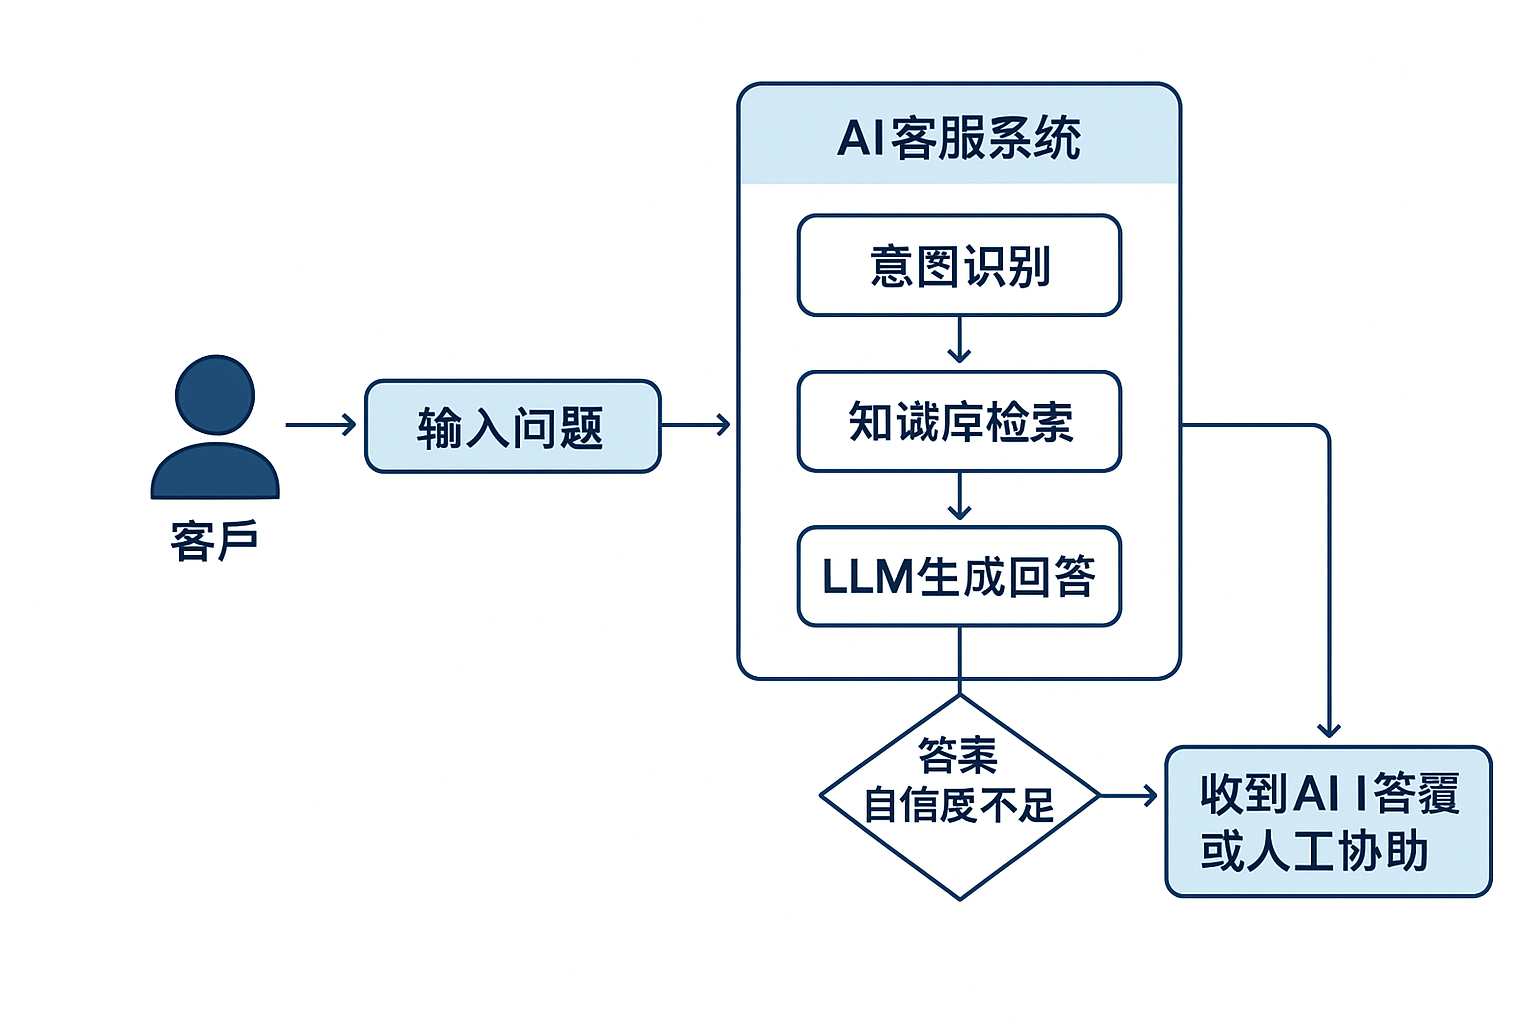 AI客服系统
意图识别
输入问题
知识库检索
客戶
LLM生成回答
答案
自信度不足
收到AI I答覆
或人工协助